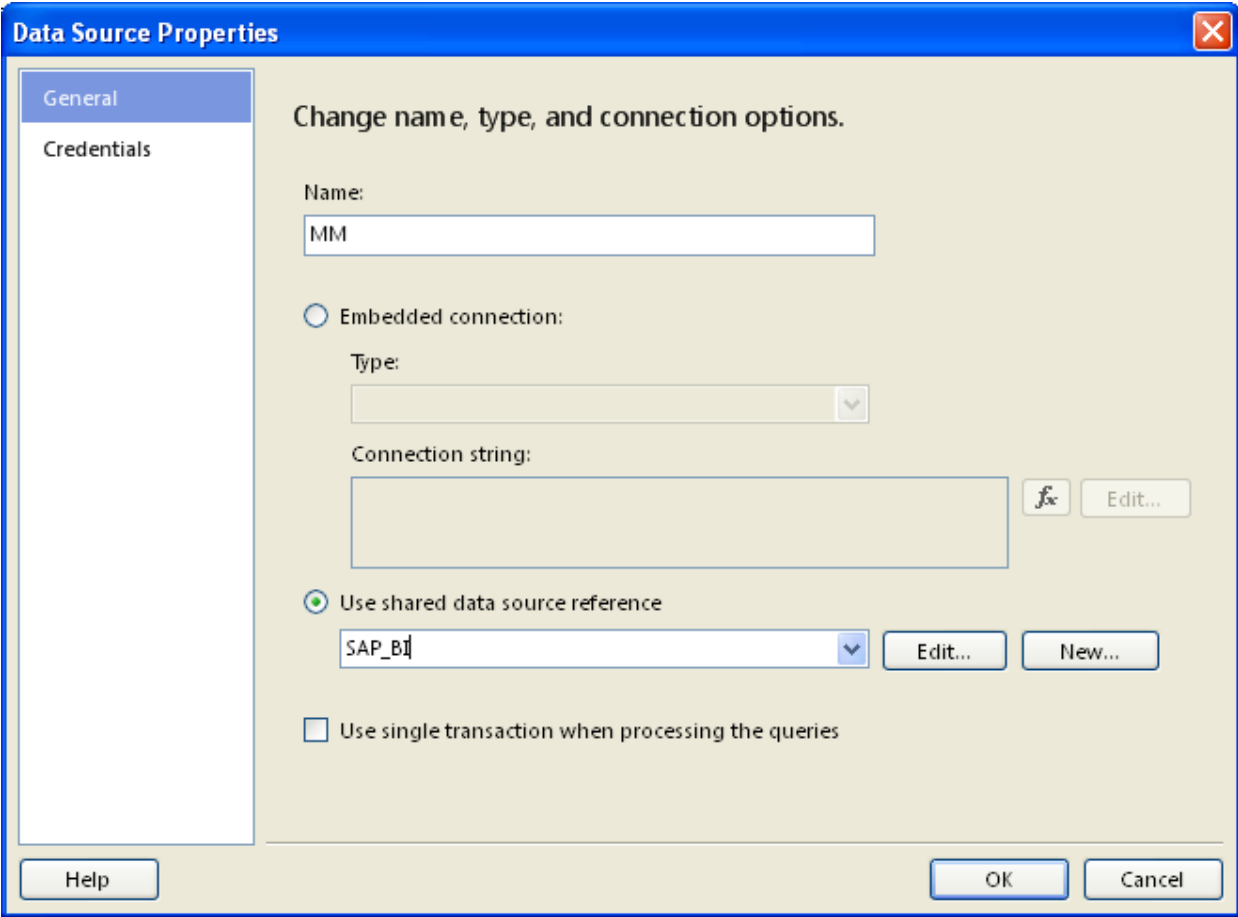 Data Source Properties
General
Credentials
Change name, type, and connection options.
Name:
MM
Embedded connection:
Type:
Connection string:
fx Edit...
Use shared data source reference
SAP_BI Edit... New...
Use single transaction when processing the queries
Help OK Cancel